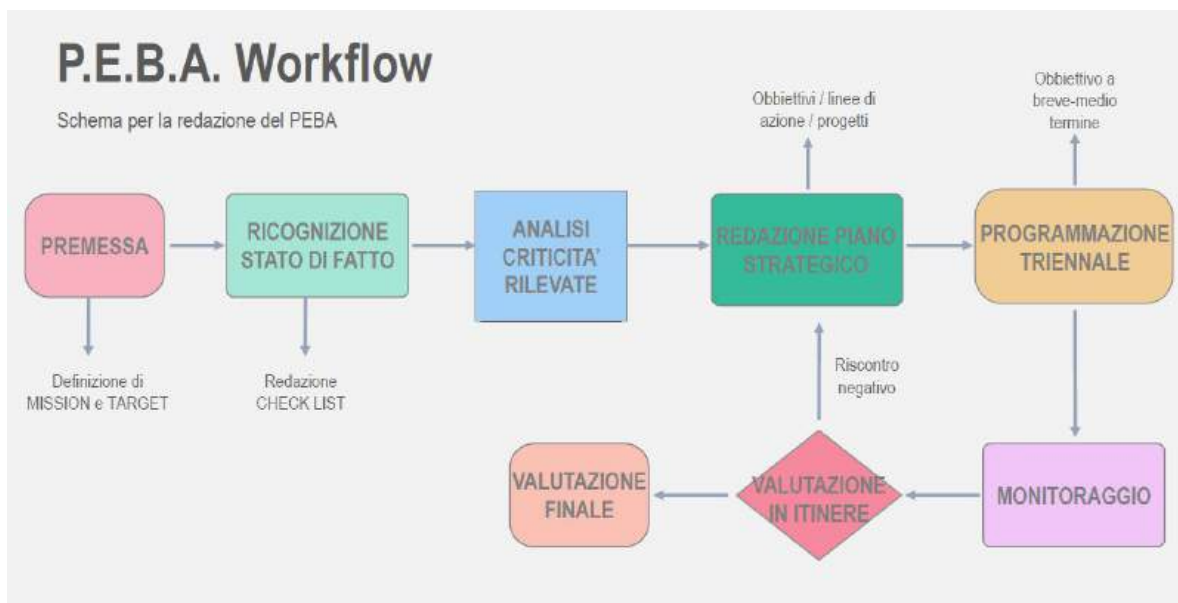 P.E.B.A. Workflow
Schema per la redazione del PEBA
Obbiettivi / linee di
azione / progetti
Obbiettivo a
breve-medio
termine
PREMESSA
RICOGNIZIONE
STATO DI FATTO
ANALISI
CRITICITA'
RILEVATE
REDAZIONE PIANO
STRATEGICO
PROGRAMMAZIONE
TRIENNALE
Definizione di
MISSION e TARGET
Redazione
CHECK LIST
Riscontro
negativo
VALUTAZIONE
FINALE
VALUTAZIONE
IN ITINERE
MONITORAGGIO